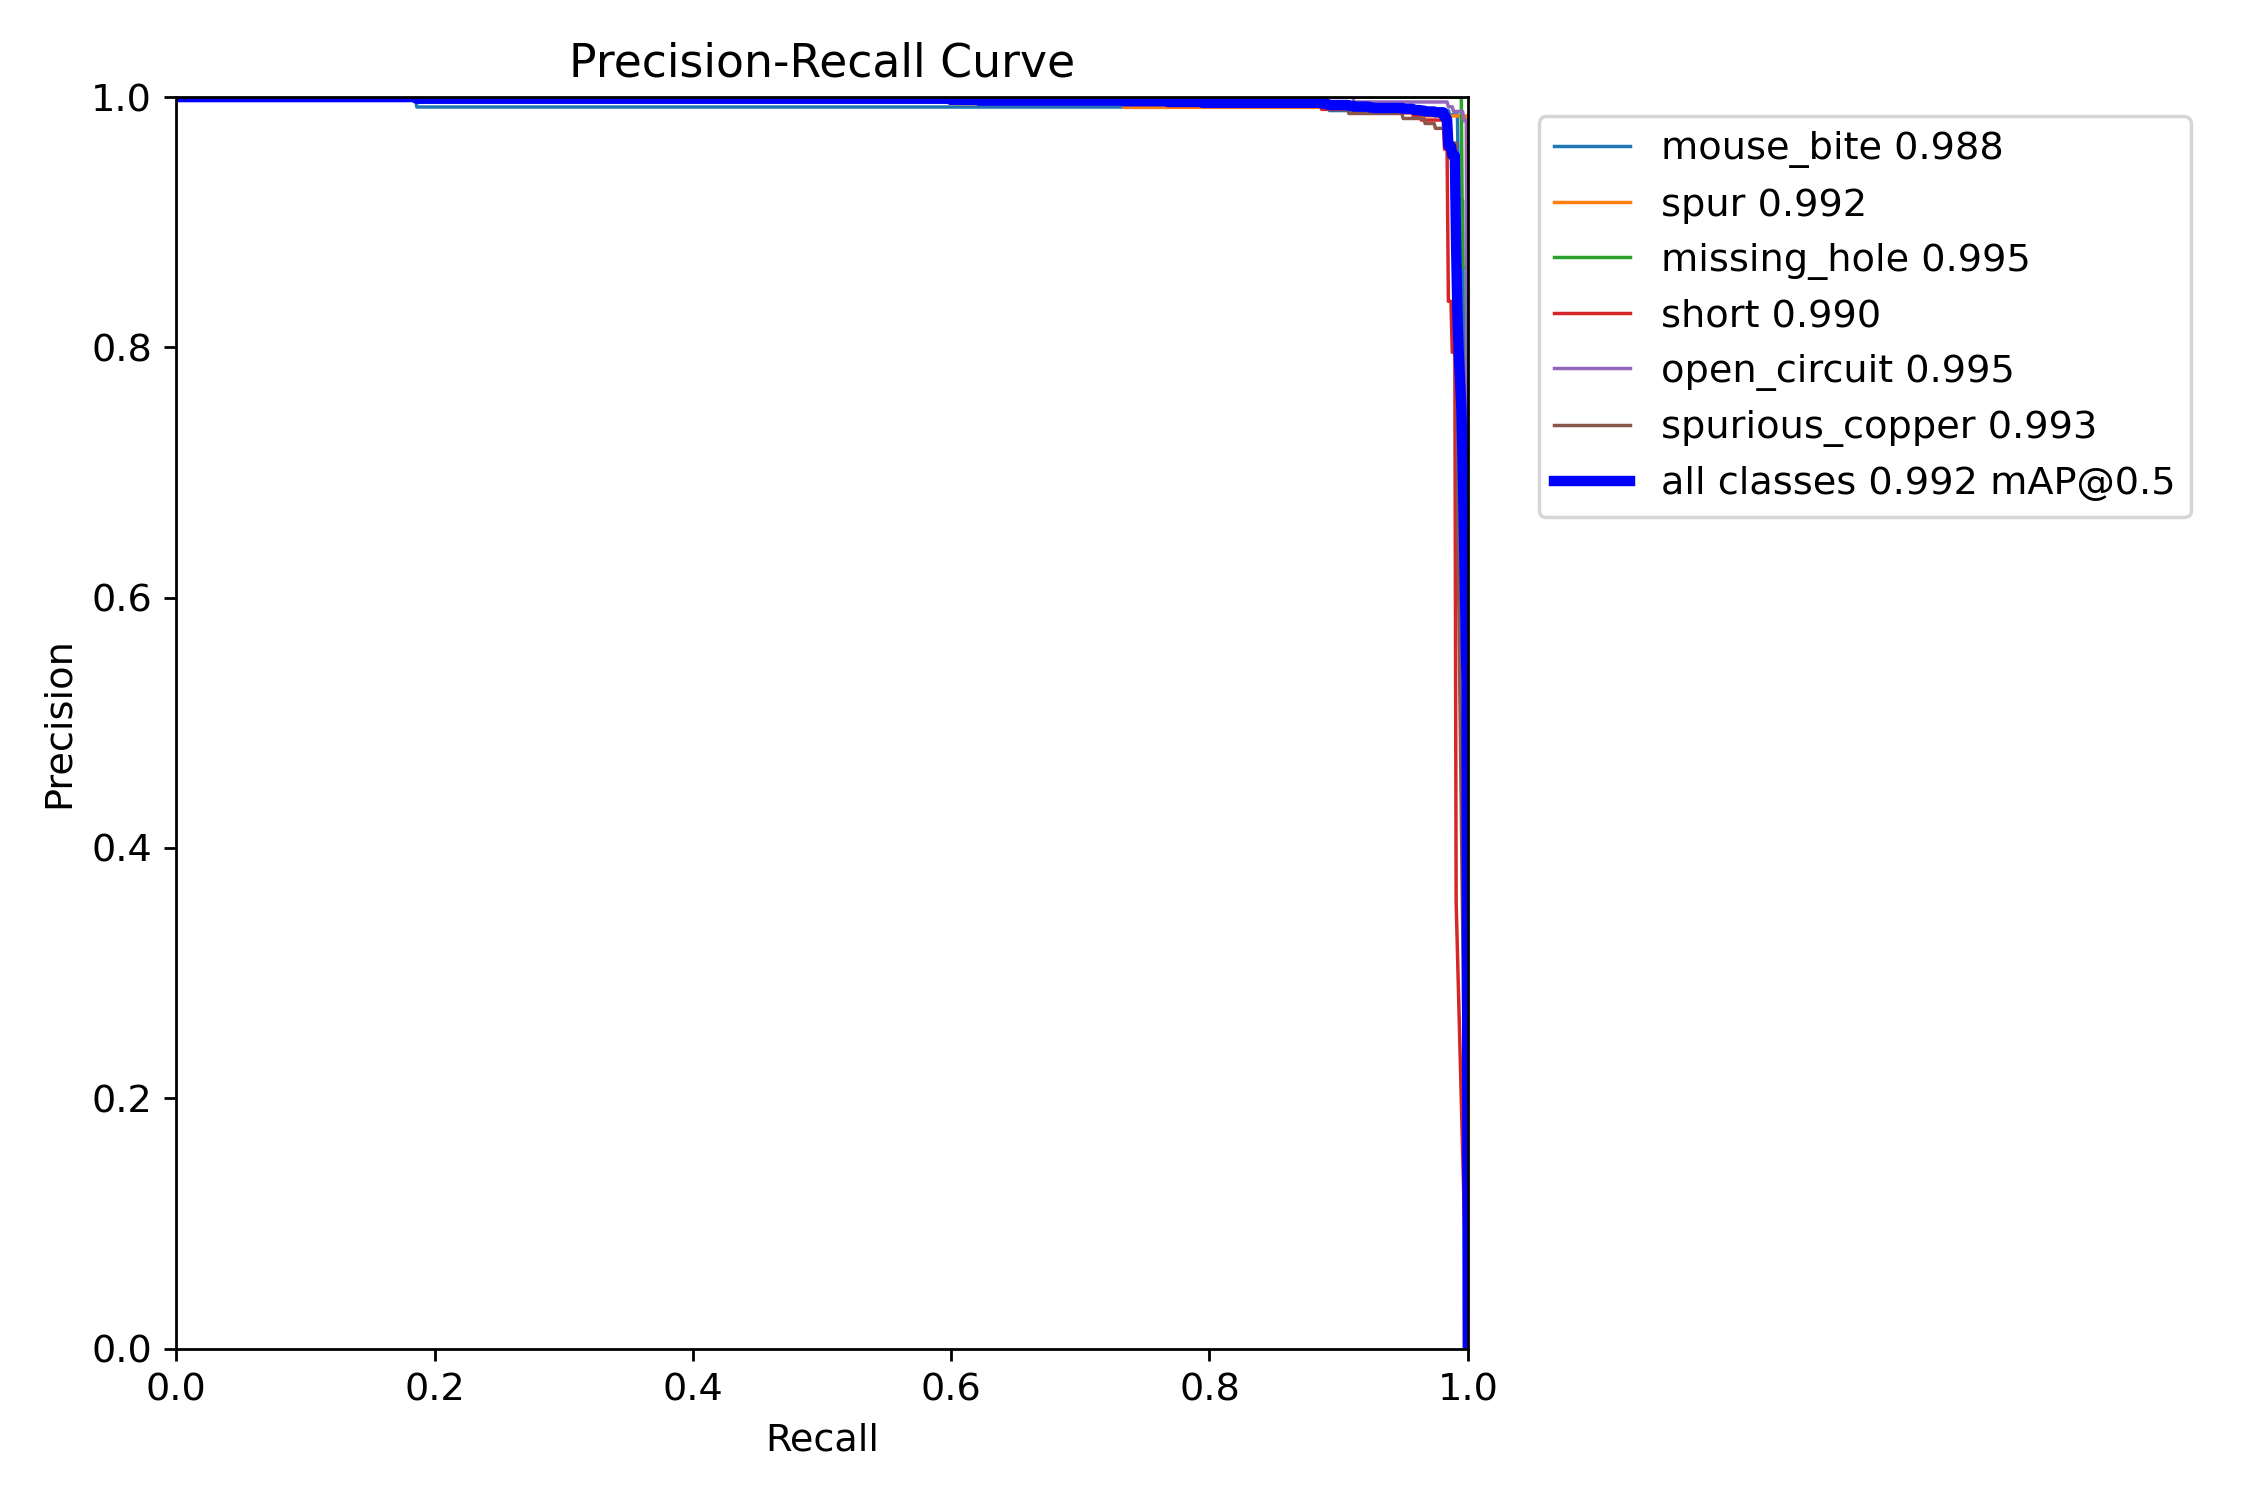 Precision-Recall Curve
1.0
0.8
0.6
0.4
0.2
0.0
Precision
0.0 0.2 0.4 0.6 0.8 1.0
Recall
mouse_bite 0.988
spur 0.992
missing_hole 0.995
short 0.990
open_circuit 0.995
spurious_copper 0.993
all classes 0.992 mAP@0.5